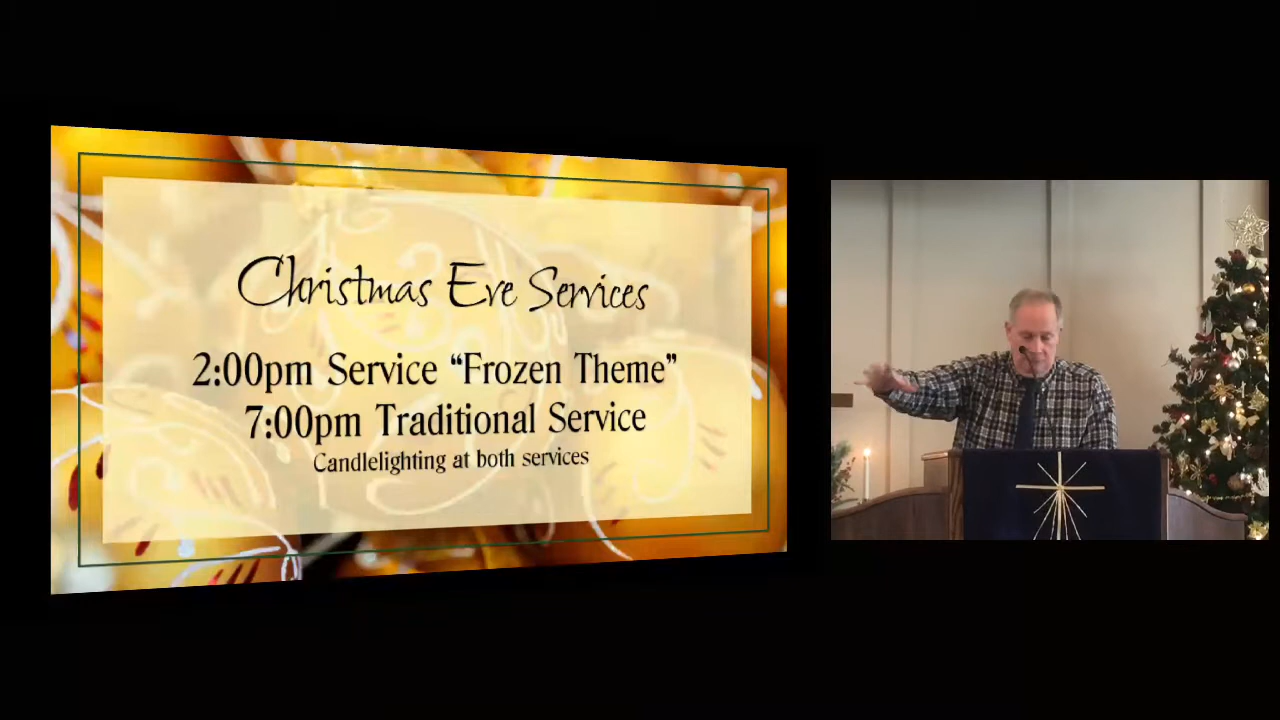 Christmas Eve Services
2:00pm Service “Frozen Theme”
7:00pm Traditional Service
Candlelighting at both services